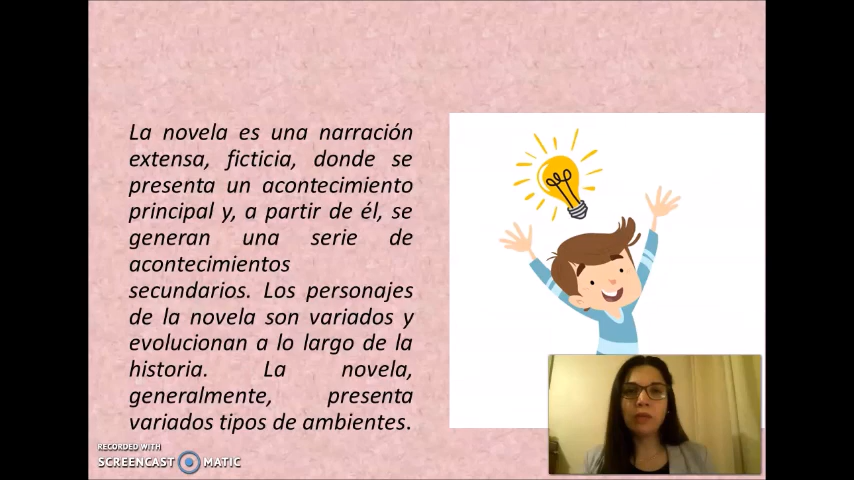 La novela es una narración
extensa, ficticia, donde se
presenta un acontecimiento
principal y, a partir de él, se
generan una serie de
acontecimientos
secundarios. Los personajes
de la novela son variados y
evolucionan a lo largo de la
historia. La novela,
generalmente, presenta
variados tipos de ambientes.
RECORDED WITH
SCREENCAST MATIC